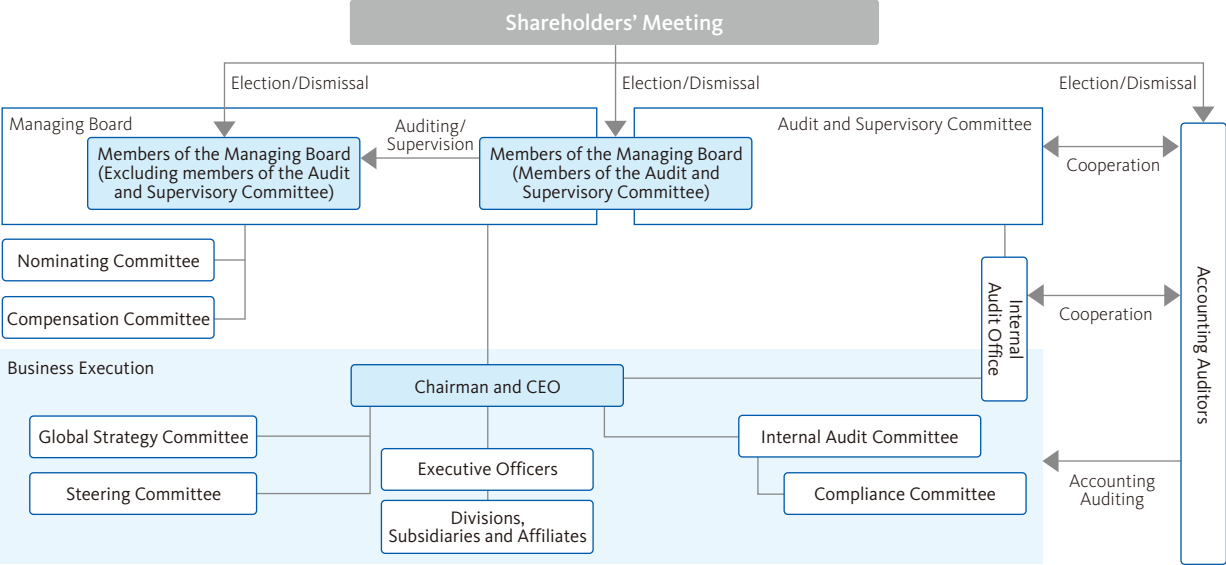 Shareholders’ Meeting
Election/Dismissal
Election/Dismissal
Election/Dismissal
Managing Board
Auditing/
Supervision
Audit and Supervisory Committee
Members of the Managing Board
(Excluding members of the Audit
and Supervisory Committee)
Members of the Managing Board
(Members of the Audit and
Supervisory Committee)
Cooperation
Nominating Committee
Compensation Committee
Internal
Audit Office
Cooperation
Accounting Auditors
Business Execution
Chairman and CEO
Global Strategy Committee
Steering Committee
Executive Officers
Divisions,
Subsidiaries and Affiliates
Internal Audit Committee
Compliance Committee
Accounting
Auditing